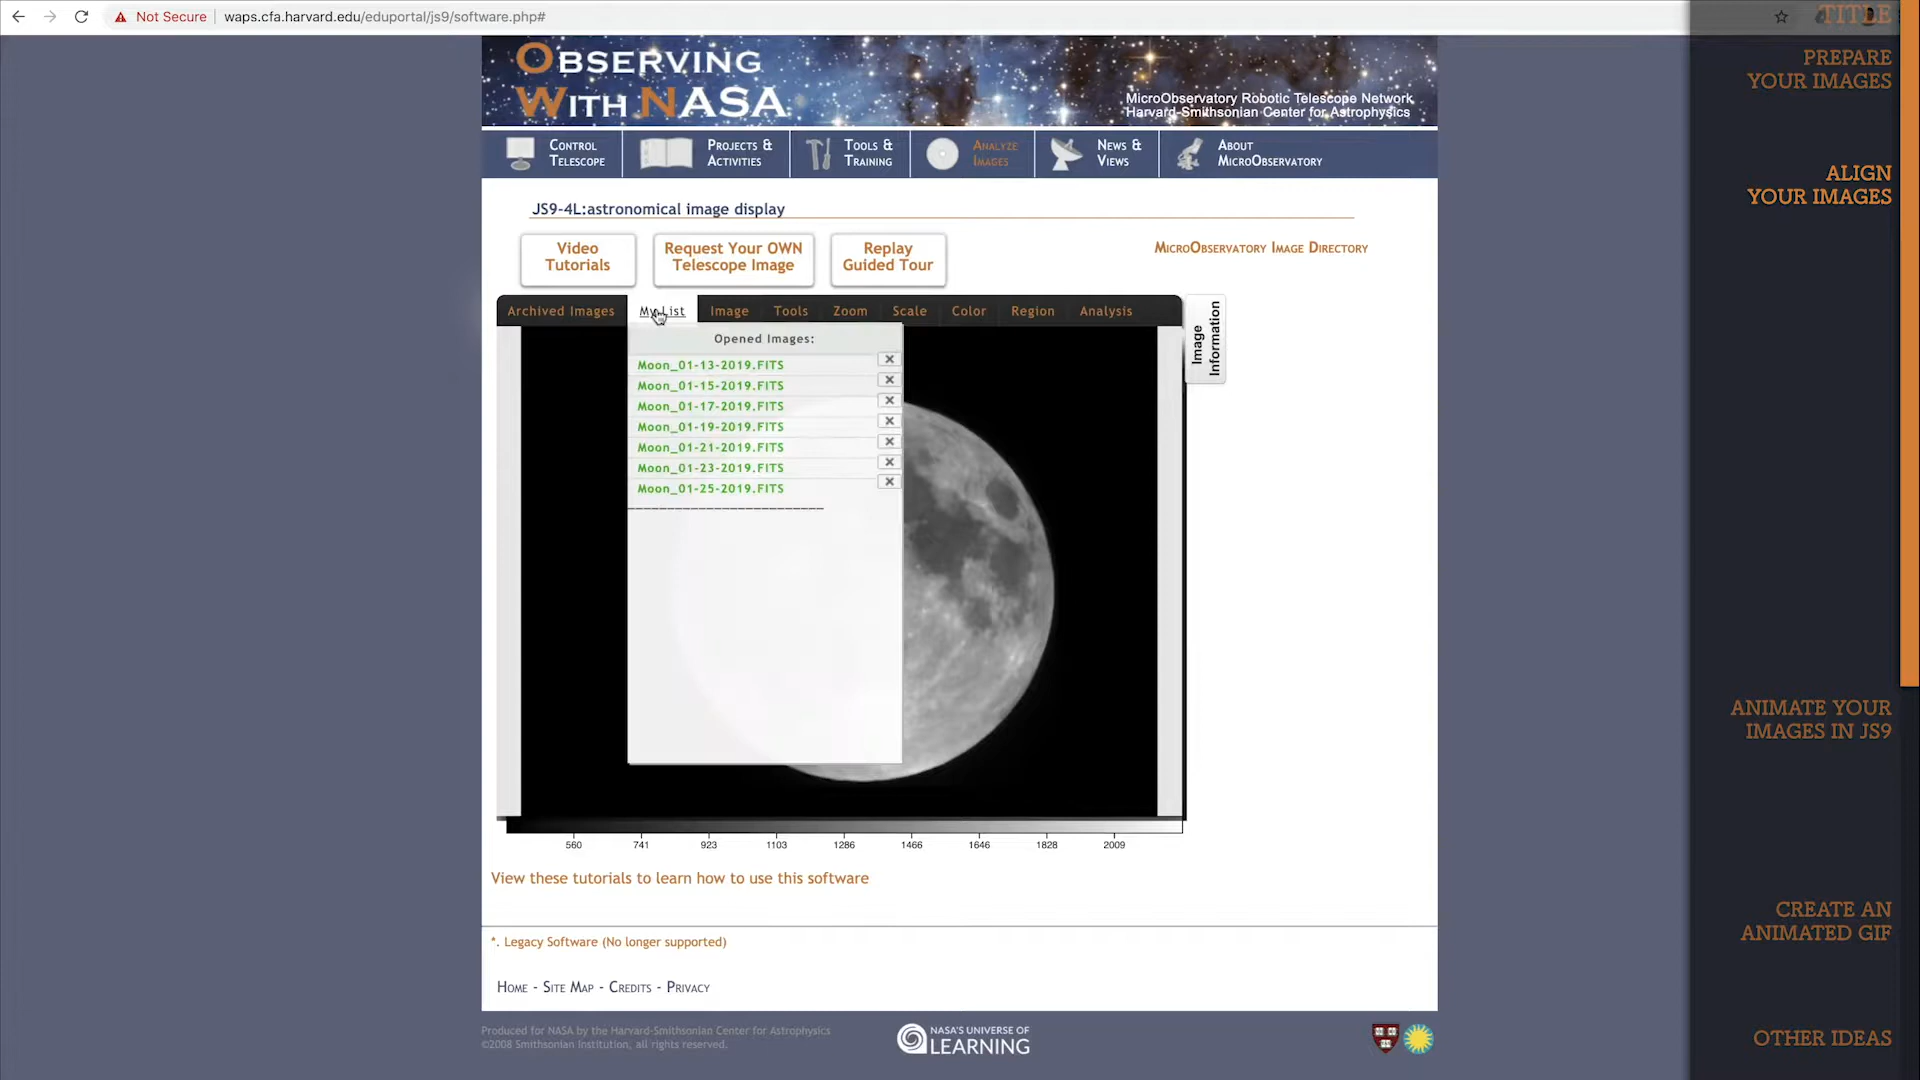 Not Secure
waps.cfa.harvard.edu/eduportal/js9/software.php#
TITLE
PREPARE
YOUR IMAGES
ALIGN
YOUR IMAGES
ANIMATE YOUR
IMAGES IN JS9
CREATE AN
ANIMATED GIF
OTHER IDEAS
OBSERVING
WITH NASA
MicroObservatory Robotic Telescope Network
Harvard-Smithsonian Center for Astrophysics
CONTROL
TELESCOPE
PROJECTS &
ACTIVITIES
TOOLS &
TRAINING
ANALYZE
IMAGES
NEWS &
VIEWS
ABOUT
MICROOBSERVATORY
JS9-4L:astronomical image display
Video
Tutorials
Request Your OWN
Telescope Image
Replay
Guided Tour
MICROOBSERVATORY IMAGE DIRECTORY
Archived Images
My List
Image
Tools
Zoom
Scale
Color
Region
Analysis
Image
Information
Opened Images:
Moon_01-13-2019.FITS
Moon_01-15-2019.FITS
Moon_01-17-2019.FITS
Moon_01-19-2019.FITS
Moon_01-21-2019.FITS
Moon_01-23-2019.FITS
Moon_01-25-2019.FITS
560 741 923 1103 1286 1466 1646 1828 2009
View these tutorials to learn how to use this software
*. Legacy Software (No longer supported)
HOME - SITE MAP - CREDITS - PRIVACY
Produced for NASA by the Harvard-Smithsonian Center for Astrophysics
©2008 Smithsonian Institution, all rights reserved.
NASA'S UNIVERSE OF
LEARNING